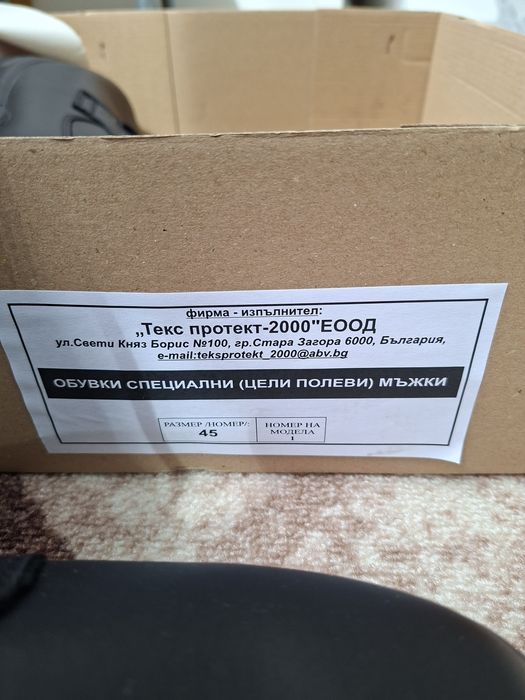 фирма - изпълнител:
„Текс протект-2000"ЕООД
ул.Свети Княз Борис №100, гр.Стара Загора 6000, България,
e-mail:teksprotekt_2000@abv.bg
ОБУВКИ СПЕЦИАЛНИ (ЦЕЛИ ПОЛЕВИ) МЪЖКИ
РАЗМЕР /НОМЕР/:
45
НОМЕР НА
МОДЕЛА
1